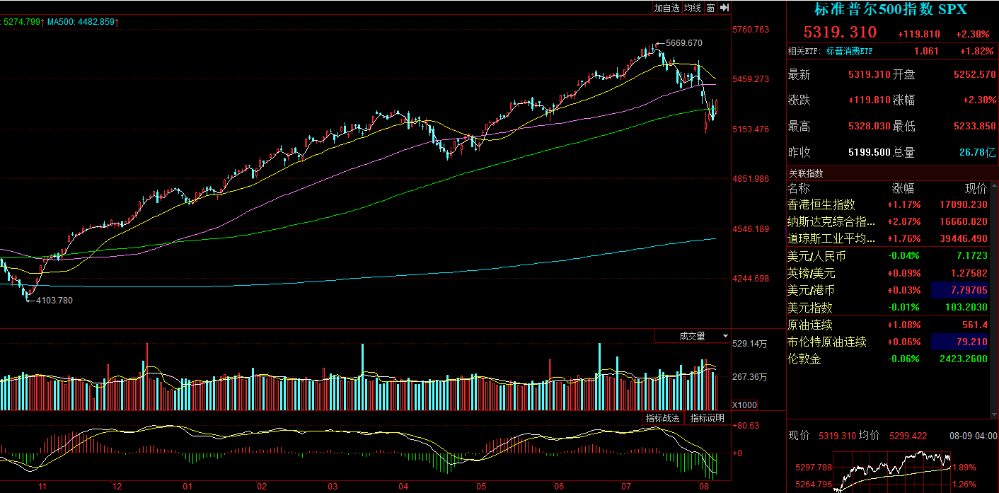 加自选 均线 窗
: 5274.799↑ MA500: 4482.859↑
5760.763
5669.670
5459.273
5153.476
4851.986
4546.189
4244.698
4103.780
成交量
529.14万
267.36万
X1000
指标战法 指标说明
+80.63
+0
11 12 01 02 03 04 05 06 07 08
标准普尔500指数 SPX
5319.310 +119.810 +2.30%
相关ETF: 标普消费ETF 1.061 +1.82%
最新 5319.310 开盘 5252.570
涨跌 +119.810 涨幅 +2.30%
最高 5328.030 最低 5233.850
昨收 5199.500 总量 26.78亿
关联指数
名称 涨幅 现价
香港恒生指数 +1.17% 17090.230
纳斯达克综合指... +2.87% 16660.020
道琼斯工业平均... +1.76% 39446.490
美元/人民币 -0.04% 7.1723
英镑/美元 +0.09% 1.27582
美元/港币 +0.03% 7.79705
美元指数 -0.01% 103.2030
原油连续 +1.08% 561.4
布伦特原油连续 +0.06% 79.210
伦敦金 -0.06% 2423.2600
现价 5319.310 均价 5299.422 08-09 04:00
5297.788 1.89%
5264.796 1.26%